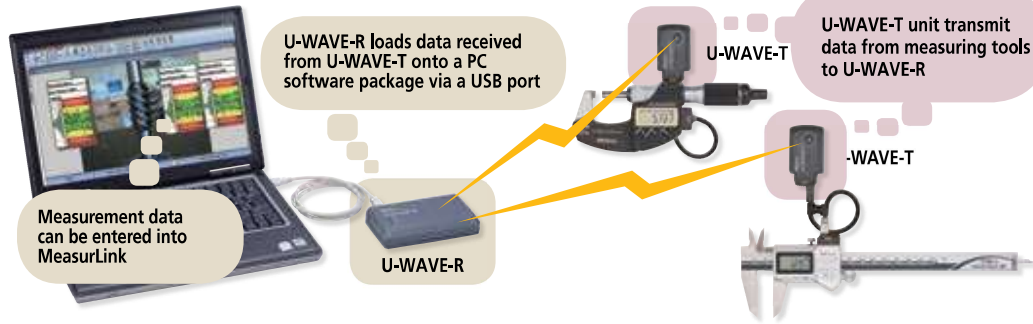 U-WAVE-R loads data received
from U-WAVE-T onto a PC
software package via a USB port
U-WAVE-T
U-WAVE-T unit transmit
data from measuring tools
to U-WAVE-R
-WAVE-T
Measurement data
can be entered into
MeasurLink
U-WAVE-R